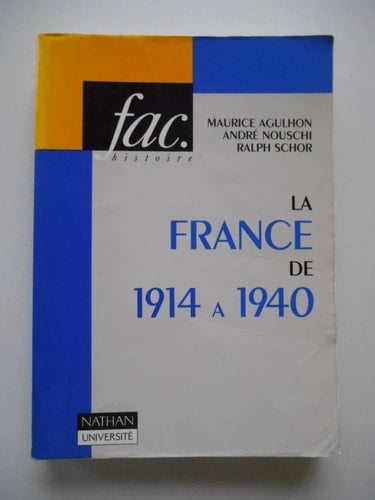 fac.
histoire
MAURICE AGULHON
ANDRÉ NOUSCHI
RALPH SCHOR
LA
FRANCE
DE
1914 A 1940
NATHAN
UNIVERSITÉ